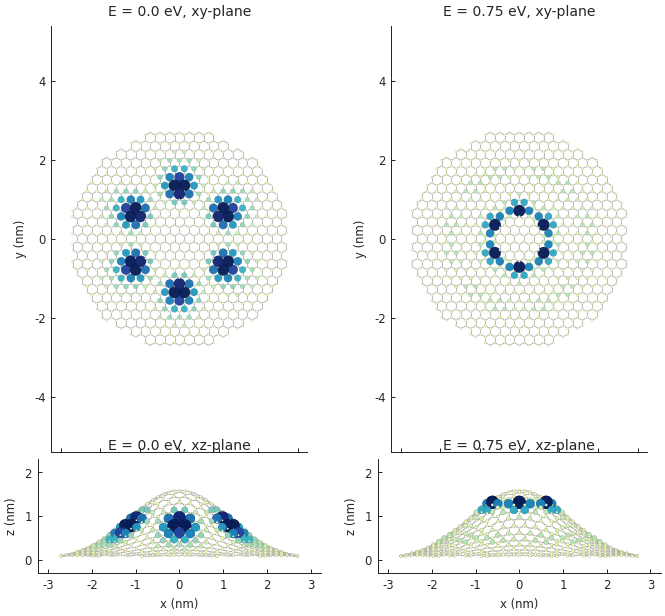 E = 0.0 eV, xy-plane
E = 0.75 eV, xy-plane
4
2
0
-2
-4
y (nm)
4
2
0
-2
-4
y (nm)
E = 0.0 eV, xz-plane
E = 0.75 eV, xz-plane
2
1
0
z (nm)
-3 -2 -1 0 1 2 3
x (nm)
2
1
0
z (nm)
-3 -2 -1 0 1 2 3
x (nm)